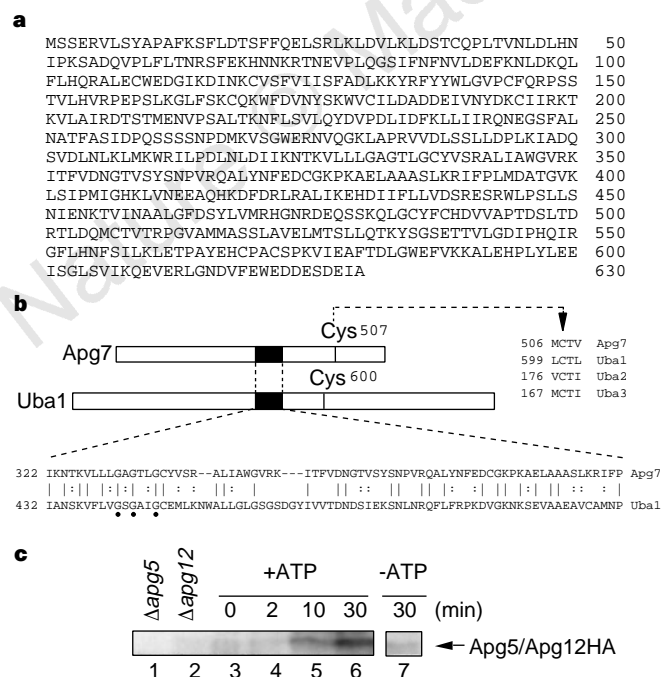 a
MSSERVLSYAPAFKSFLDTSFFQELSRLKLDVLKLDSTCQPLTVNLDLHN 50
IPKSADQVPLFLTNRSFEKHNNKRTNEVPLQGSIFNFNVLDEFKNLDKQL 100
FLHQRALECWEDGIKDINKCVSFVIISFADLKKYRFYYWLGVPCFQRPSS 150
TVLHVRPEPSLKGLFSKCQKWFDVNYSKWVCILDADDEIVNYDKCIIRKT 200
KVLAIRDTSTMENVPSALTKNFLSVLQYDVPDLIDFKLLIIRQNEGSFAL 250
NATFASIDPQSSSSNPDMKVSGWERNVQGKLAPRVVDLSSLLDPLKIADQ 300
SVDLNLKLMKWRILPDLNLDIIKNTKVLLLGAGTLGCYVSRALIAWGVRK 350
ITFVDNGTVSYSNPVRQALYNFEDCGKPKAELAAASLKRIFPLMDATGVK 400
LSIPMIGHKLVNEEAQHKDFDRLRALIKEHDIIFLLVDSRESRWLPSLLS
NIENKTVINAALGFDSYLVMRHGNRDEQSSKQLGCYFCHDVVAPTDSLTD 500
RTLDQMCTVTRPGVAMMASSLAVELMTSLLQTKYSGSETTVLGDIPHQIR 550
GFLHNFSILKLETPAYEHCPACSPKVIEAFTDLGWEFVKKALEHPLYLEE 600
ISGLSVIKQEVERLGNDVFEWEDDESDEIA 630
Nature ©
b
Cys 507
Apg7
Cys 600
Uba1
506 MCTV Apg7
599 LCTL Uba1
176 VCTI Uba2
167 MCTI Uba3
322 IKNTKVLLLGAGTLGCYVSR--ALIAWGVRK---ITFVDNGTVSYSNPVRQALYNFEDCGKPKAELAAASLKRIFP Apg7
432 IANSKVFLVGSGAIGCEMLKNWALLGLGSGSDGYIVVTDNDSIEKSNLNRQFLFRPKDVGKNKSEVAAEAVCAMNP Uba1
c
Δapg5 Δapg12 +ATP -ATP
0 2 10 30 30 (min)
Apg5/Apg12HA
1 2 3 4 5 6 7